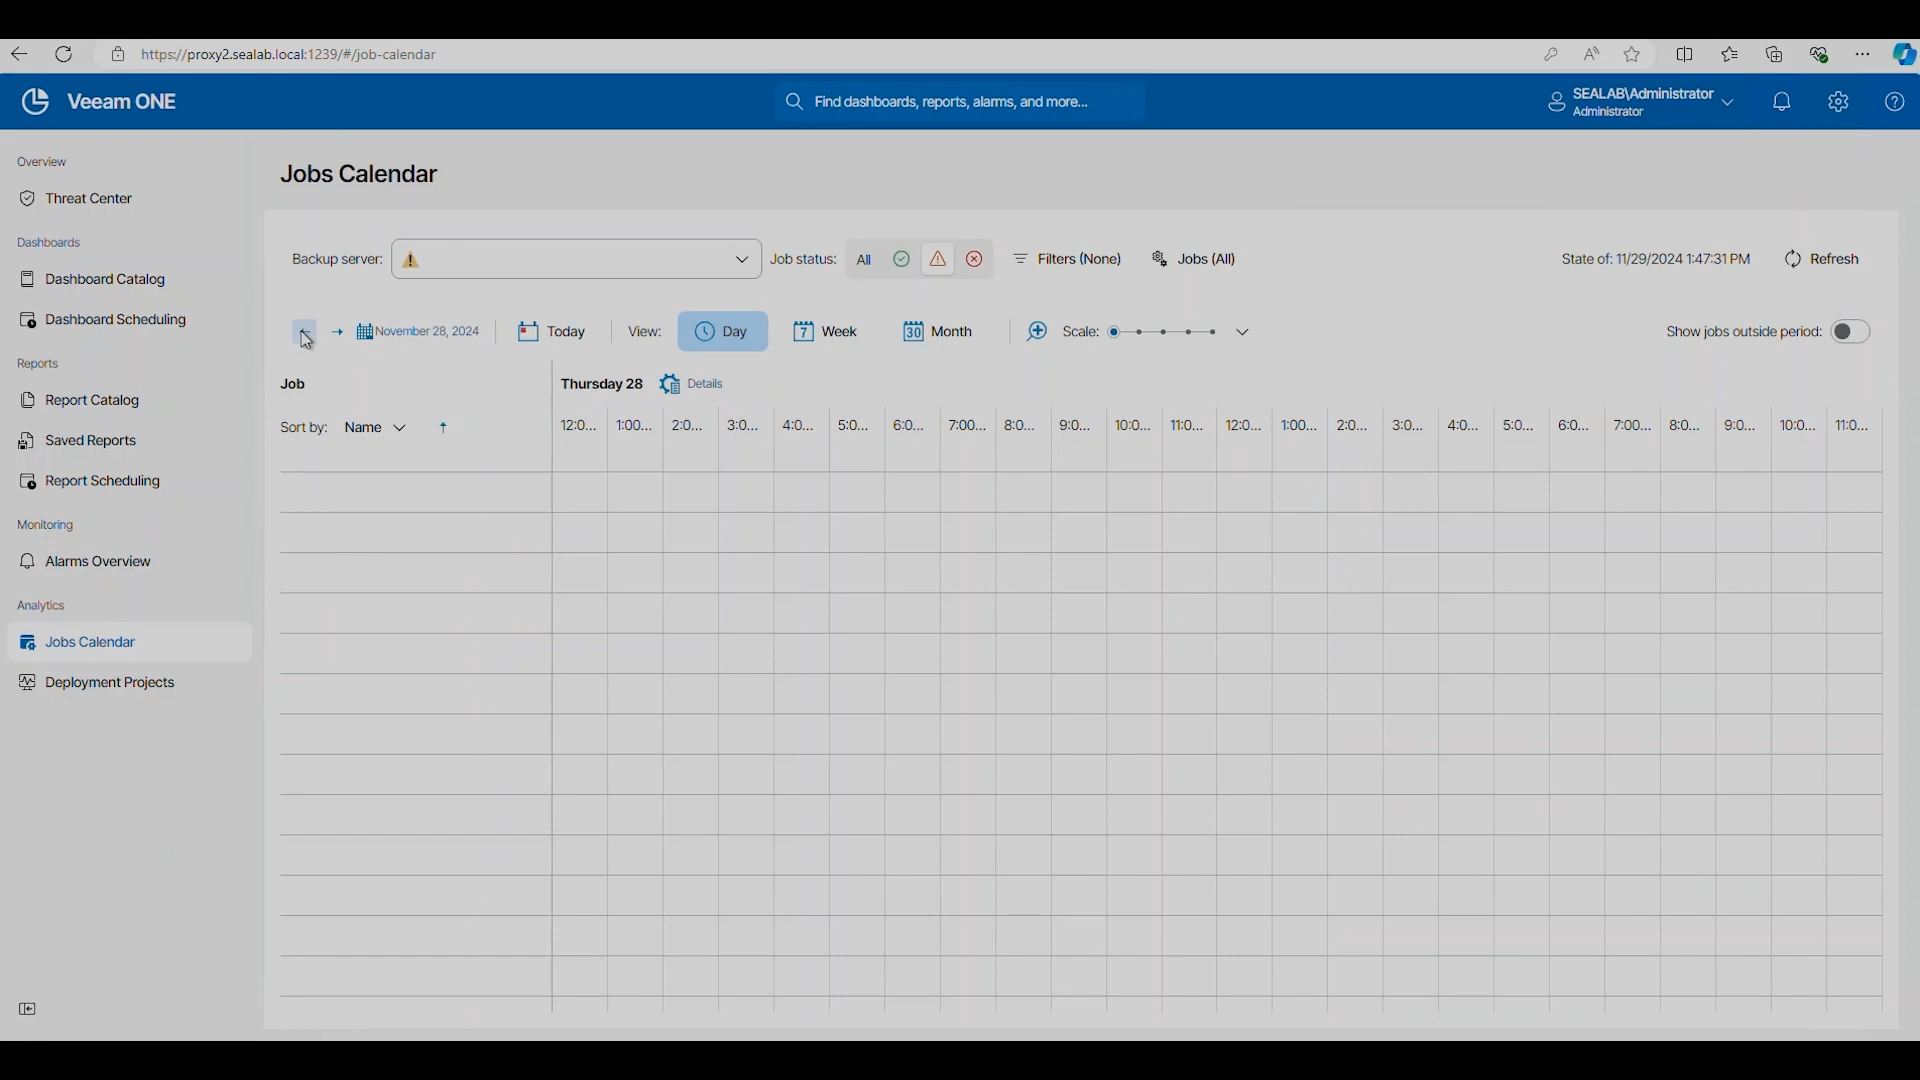 https://proxy2.sealab.local:1239/#/job-calendar
Veeam ONE
Find dashboards, reports, alarms, and more...
SEALAB\Administrator
Administrator
Overview
Threat Center
Dashboards
Dashboard Catalog
Dashboard Scheduling
Reports
Report Catalog
Saved Reports
Report Scheduling
Monitoring
Alarms Overview
Analytics
Jobs Calendar
Deployment Projects
Jobs Calendar
Backup server:
Job status: All
Filters (None)
Jobs (All)
State of: 11/29/2024 1:47:31 PM
Refresh
November 28, 2024
Today
View:
Day
7 Week
30 Month
Scale:
Show jobs outside period:
Job
Thursday 28
Details
Sort by: Name
12:0... 1:00... 2:0... 3:0... 4:0... 5:0... 6:0... 7:00... 8:0... 9:0... 10:0... 11:0... 12:0... 1:00... 2:0... 3:0... 4:0... 5:0... 6:0... 7:00... 8:0... 9:0... 10:0... 11:0...